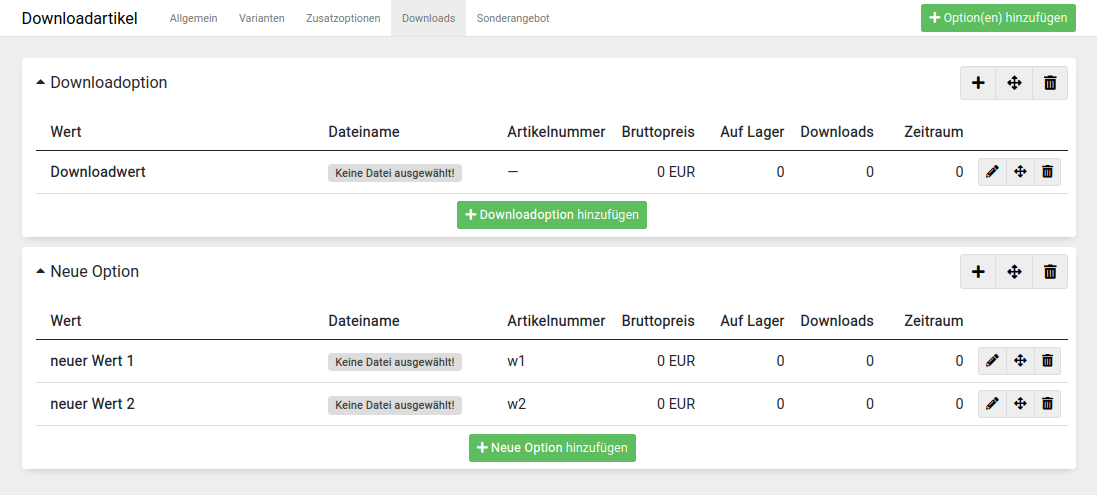 Downloadartikel Allgemein Varianten Zusatzoptionen Downloads Sonderangebot Option(en) hinzufügen
Downloadoption
Wert Dateiname Artikelnummer Bruttopreis Auf Lager Downloads Zeitraum
Downloadwert Keine Datei ausgewählt! — 0 EUR 0 0 0
Downloadoption hinzufügen
Neue Option
Wert Dateiname Artikelnummer Bruttopreis Auf Lager Downloads Zeitraum
neuer Wert 1 Keine Datei ausgewählt! w1 0 EUR 0 0 0
neuer Wert 2 Keine Datei ausgewählt! w2 0 EUR 0 0 0
Neue Option hinzufügen